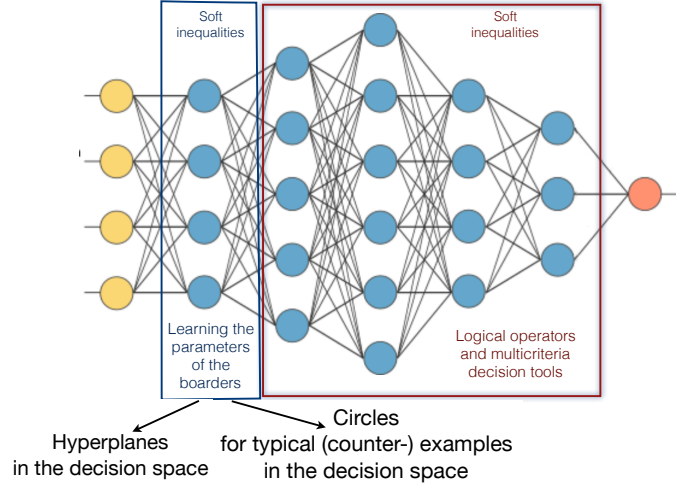 Soft
inequalities
Soft
inequalities
Learning the
parameters
of the
boarders
Logical operators
and multicriteria
decision tools
Hyperplanes
in the decision space
Circles
for typical (counter-) examples
in the decision space